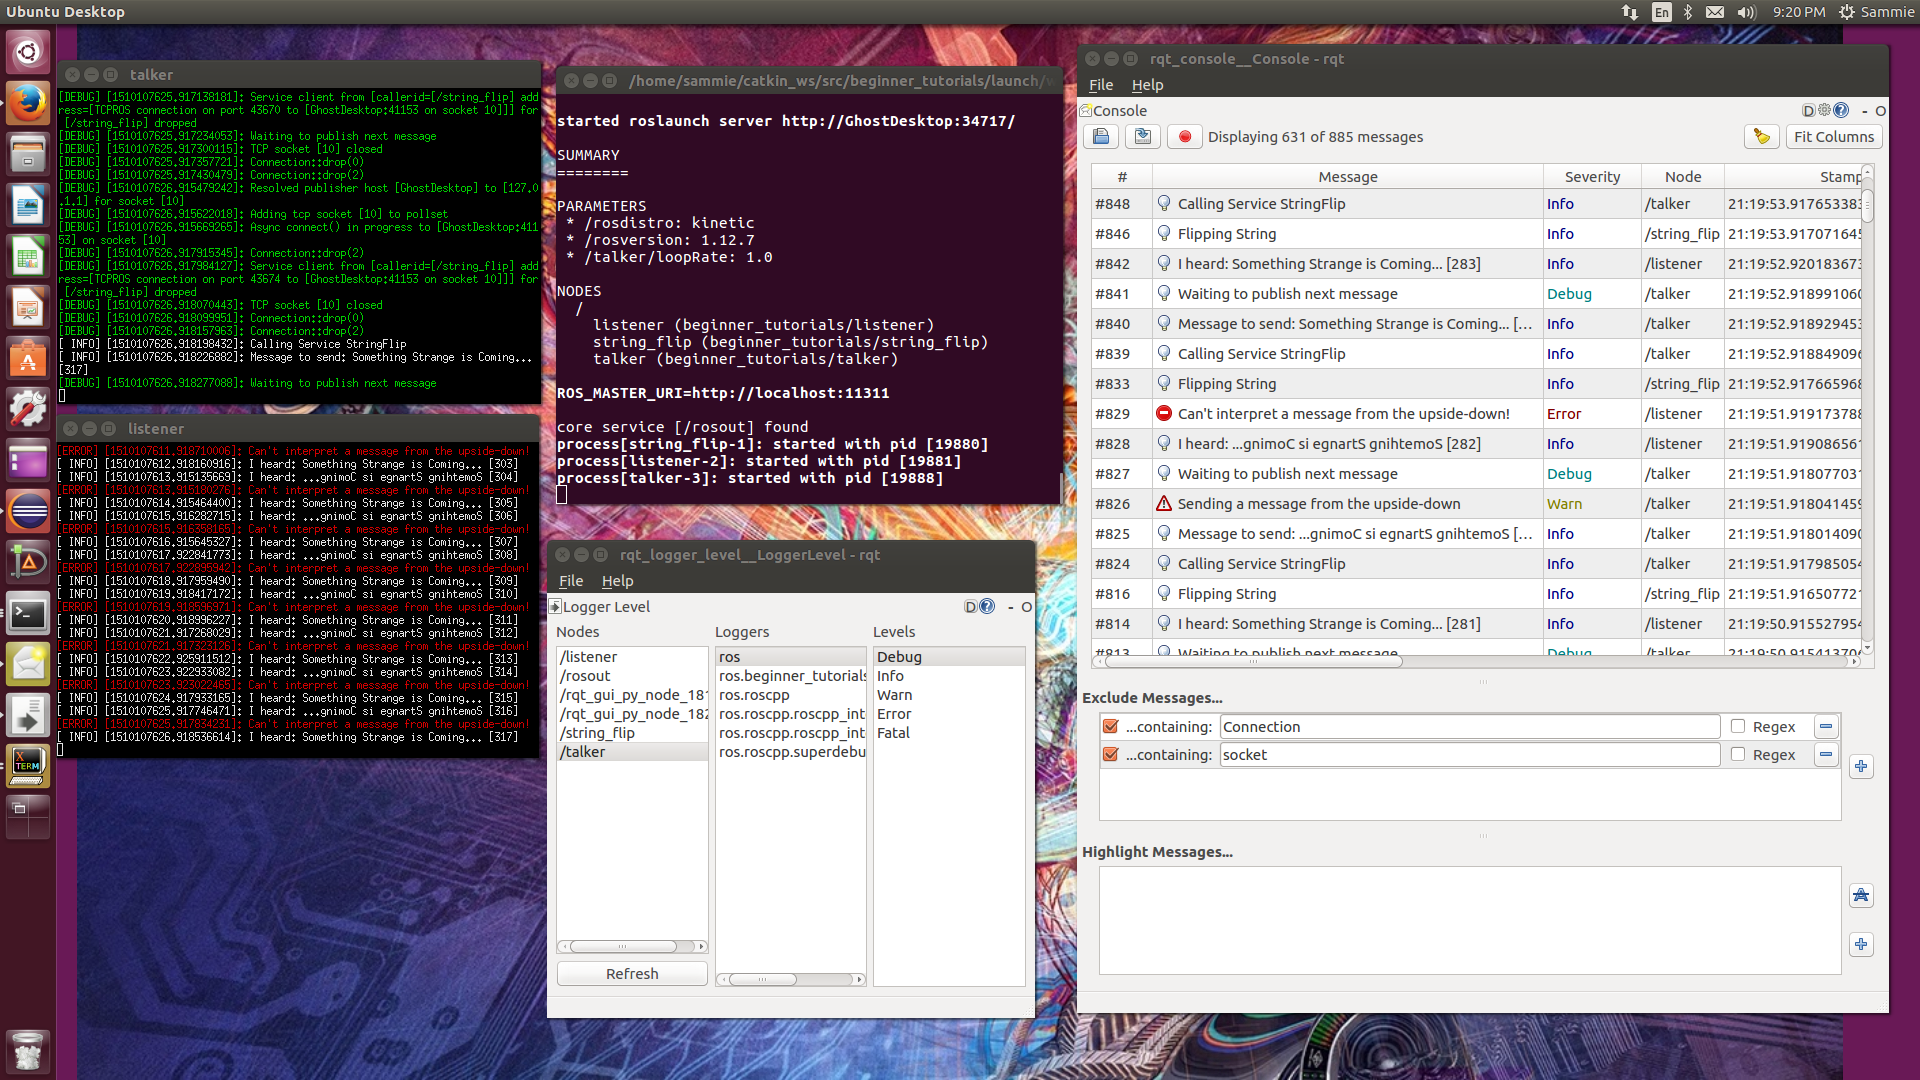 Ubuntu Desktop
En
9:20 PM
Sammie
talker
[DEBUG] [1510107625.917138181]: Service client from [callerid=[/string_flip] add
ress=[TCPROS connection on port 43670 to [GhostDesktop:41153 on socket 10]]] for
[/string_flip] dropped
[DEBUG] [1510107625.917234053]: Waiting to publish next message
[DEBUG] [1510107625.917300115]: TCP socket [10] closed
[DEBUG] [1510107625.917357721]: Connection::drop(0)
[DEBUG] [1510107625.917430479]: Connection::drop(2)
[DEBUG] [1510107626.915479242]: Resolved publisher host [GhostDesktop] to [127.0
.1.1] for socket [10]
[DEBUG] [1510107626.915622018]: Adding tcp socket [10] to pollset
[DEBUG] [1510107626.915669265]: Async connect() in progress to [GhostDesktop:411
53] on socket [10]
[DEBUG] [1510107626.917915345]: Connection::drop(2)
[DEBUG] [1510107626.917984127]: Service client from [callerid=[/string_flip] add
ress=[TCPROS connection on port 43674 to [GhostDesktop:41153 on socket 10]]] for
[/string_flip] dropped
[DEBUG] [1510107626.918070443]: TCP socket [10] closed
[DEBUG] [1510107626.918099951]: Connection::drop(0)
[DEBUG] [1510107626.918157963]: Connection::drop(2)
[ INFO] [1510107626.918198432]: Calling Service StringFlip
[ INFO] [1510107626.918226882]: Message to send: Something Strange is Coming...
[317]
[DEBUG] [1510107626.918277088]: Waiting to publish next message
listener
[ERROR] [1510107611.918710006]: Can't interpret a message from the upside-down!
[ INFO] [1510107612.918160916]: I heard: Something Strange is Coming... [303]
[ INFO] [1510107613.915135669]: I heard: ...gnimoC si egnartS gnihtemoS [304]
[ERROR] [1510107613.915180276]: Can't interpret a message from the upside-down!
[ INFO] [1510107614.915464400]: I heard: Something Strange is Coming... [305]
[ INFO] [1510107615.916282715]: I heard: ...gnimoC si egnartS gnihtemoS [306]
[ERROR] [1510107615.916358165]: Can't interpret a message from the upside-down!
[ INFO] [1510107616.915645327]: I heard: Something Strange is Coming... [307]
[ INFO] [1510107617.922841773]: I heard: ...gnimoC si egnartS gnihtemoS [308]
[ERROR] [1510107617.922895942]: Can't interpret a message from the upside-down!
[ INFO] [1510107618.917959490]: I heard: Something Strange is Coming... [309]
[ INFO] [1510107619.918417172]: I heard: ...gnimoC si egnartS gnihtemoS [310]
[ERROR] [1510107619.918596971]: Can't interpret a message from the upside-down!
[ INFO] [1510107620.918996227]: I heard: Something Strange is Coming... [311]
[ INFO] [1510107621.917268029]: I heard: ...gnimoC si egnartS gnihtemoS [312]
[ERROR] [1510107621.917323126]: Can't interpret a message from the upside-down!
[ INFO] [1510107622.925911512]: I heard: Something Strange is Coming... [313]
[ INFO] [1510107623.922933082]: I heard: ...gnimoC si egnartS gnihtemoS [314]
[ERROR] [1510107623.923022465]: Can't interpret a message from the upside-down!
[ INFO] [1510107624.917933165]: I heard: Something Strange is Coming... [315]
[ INFO] [1510107625.917746471]: I heard: ...gnimoC si egnartS gnihtemoS [316]
[ERROR] [1510107625.917834231]: Can't interpret a message from the upside-down!
[ INFO] [1510107626.918536614]: I heard: Something Strange is Coming... [317]
X
TERM
/home/sammie/catkin_ws/src/beginner_tutorials/launch/w
started roslaunch server http://GhostDesktop:34717/
SUMMARY
========
PARAMETERS
* /rosdistro: kinetic
* /rosversion: 1.12.7
* /talker/loopRate: 1.0
NODES
/
listener (beginner_tutorials/listener)
string_flip (beginner_tutorials/string_flip)
talker (beginner_tutorials/talker)
ROS_MASTER_URI=http://localhost:11311
core service [/rosout] found
process[string_flip-1]: started with pid [19880]
process[listener-2]: started with pid [19881]
process[talker-3]: started with pid [19888]
rqt_logger_level__LoggerLevel - rqt
File Help
Logger Level
D ? - O
Nodes Loggers Levels
/listener ros Debug
/rosout ros.beginner_tutorials Info
/rqt_gui_py_node_181 ros.roscpp Warn
/rqt_gui_py_node_182 ros.roscpp.roscpp_int Error
/string_flip ros.roscpp.roscpp_int Fatal
/talker ros.roscpp.superdebu
Refresh
rqt_console__Console - rqt
File Help
Console
D ? - O
Displaying 631 of 885 messages
Fit Columns
# Message Severity Node Stamp
#848 Calling Service StringFlip Info /talker 21:19:53.917653383
#846 Flipping String Info /string_flip 21:19:53.917071645
#842 I heard: Something Strange is Coming... [283] Info /listener 21:19:52.920183673
#841 Waiting to publish next message Debug /talker 21:19:52.918991060
#840 Message to send: Something Strange is Coming... [... Info /talker 21:19:52.918929453
#839 Calling Service StringFlip Info /talker 21:19:52.918849096
#833 Flipping String Info /string_flip 21:19:52.917665968
#829 Can't interpret a message from the upside-down! Error /listener 21:19:51.919173788
#828 I heard: ...gnimoC si egnartS gnihtemoS [282] Info /listener 21:19:51.919086561
#827 Waiting to publish next message Debug /talker 21:19:51.918077031
#826 Sending a message from the upside-down Warn /talker 21:19:51.918041459
#825 Message to send: ...gnimoC si egnartS gnihtemoS [... Info /talker 21:19:51.918014090
#824 Calling Service StringFlip Info /talker 21:19:51.917985054
#816 Flipping String Info /string_flip 21:19:51.916507721
#814 I heard: Something Strange is Coming... [281] Info /listener 21:19:50.915527954
#813 Waiting to publish next message Debug /talker 21:19:50.915413706
Exclude Messages...
...containing: Connection Regex
...containing: socket Regex
Highlight Messages...